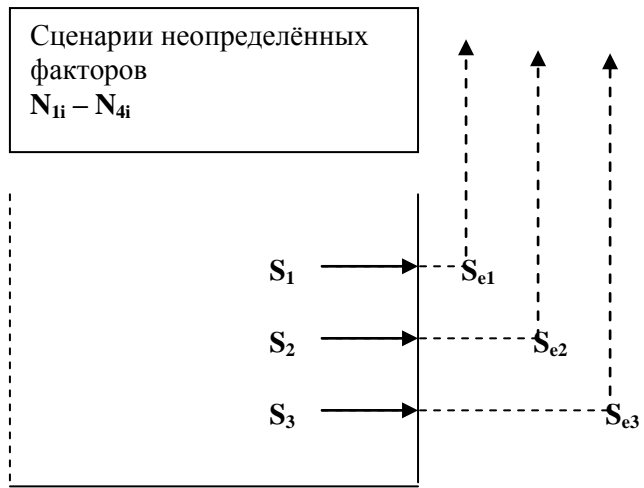 Сценарии неопределённых
факторов
N1i – N4i
S1 Se1
S2 Se2
S3 Se3